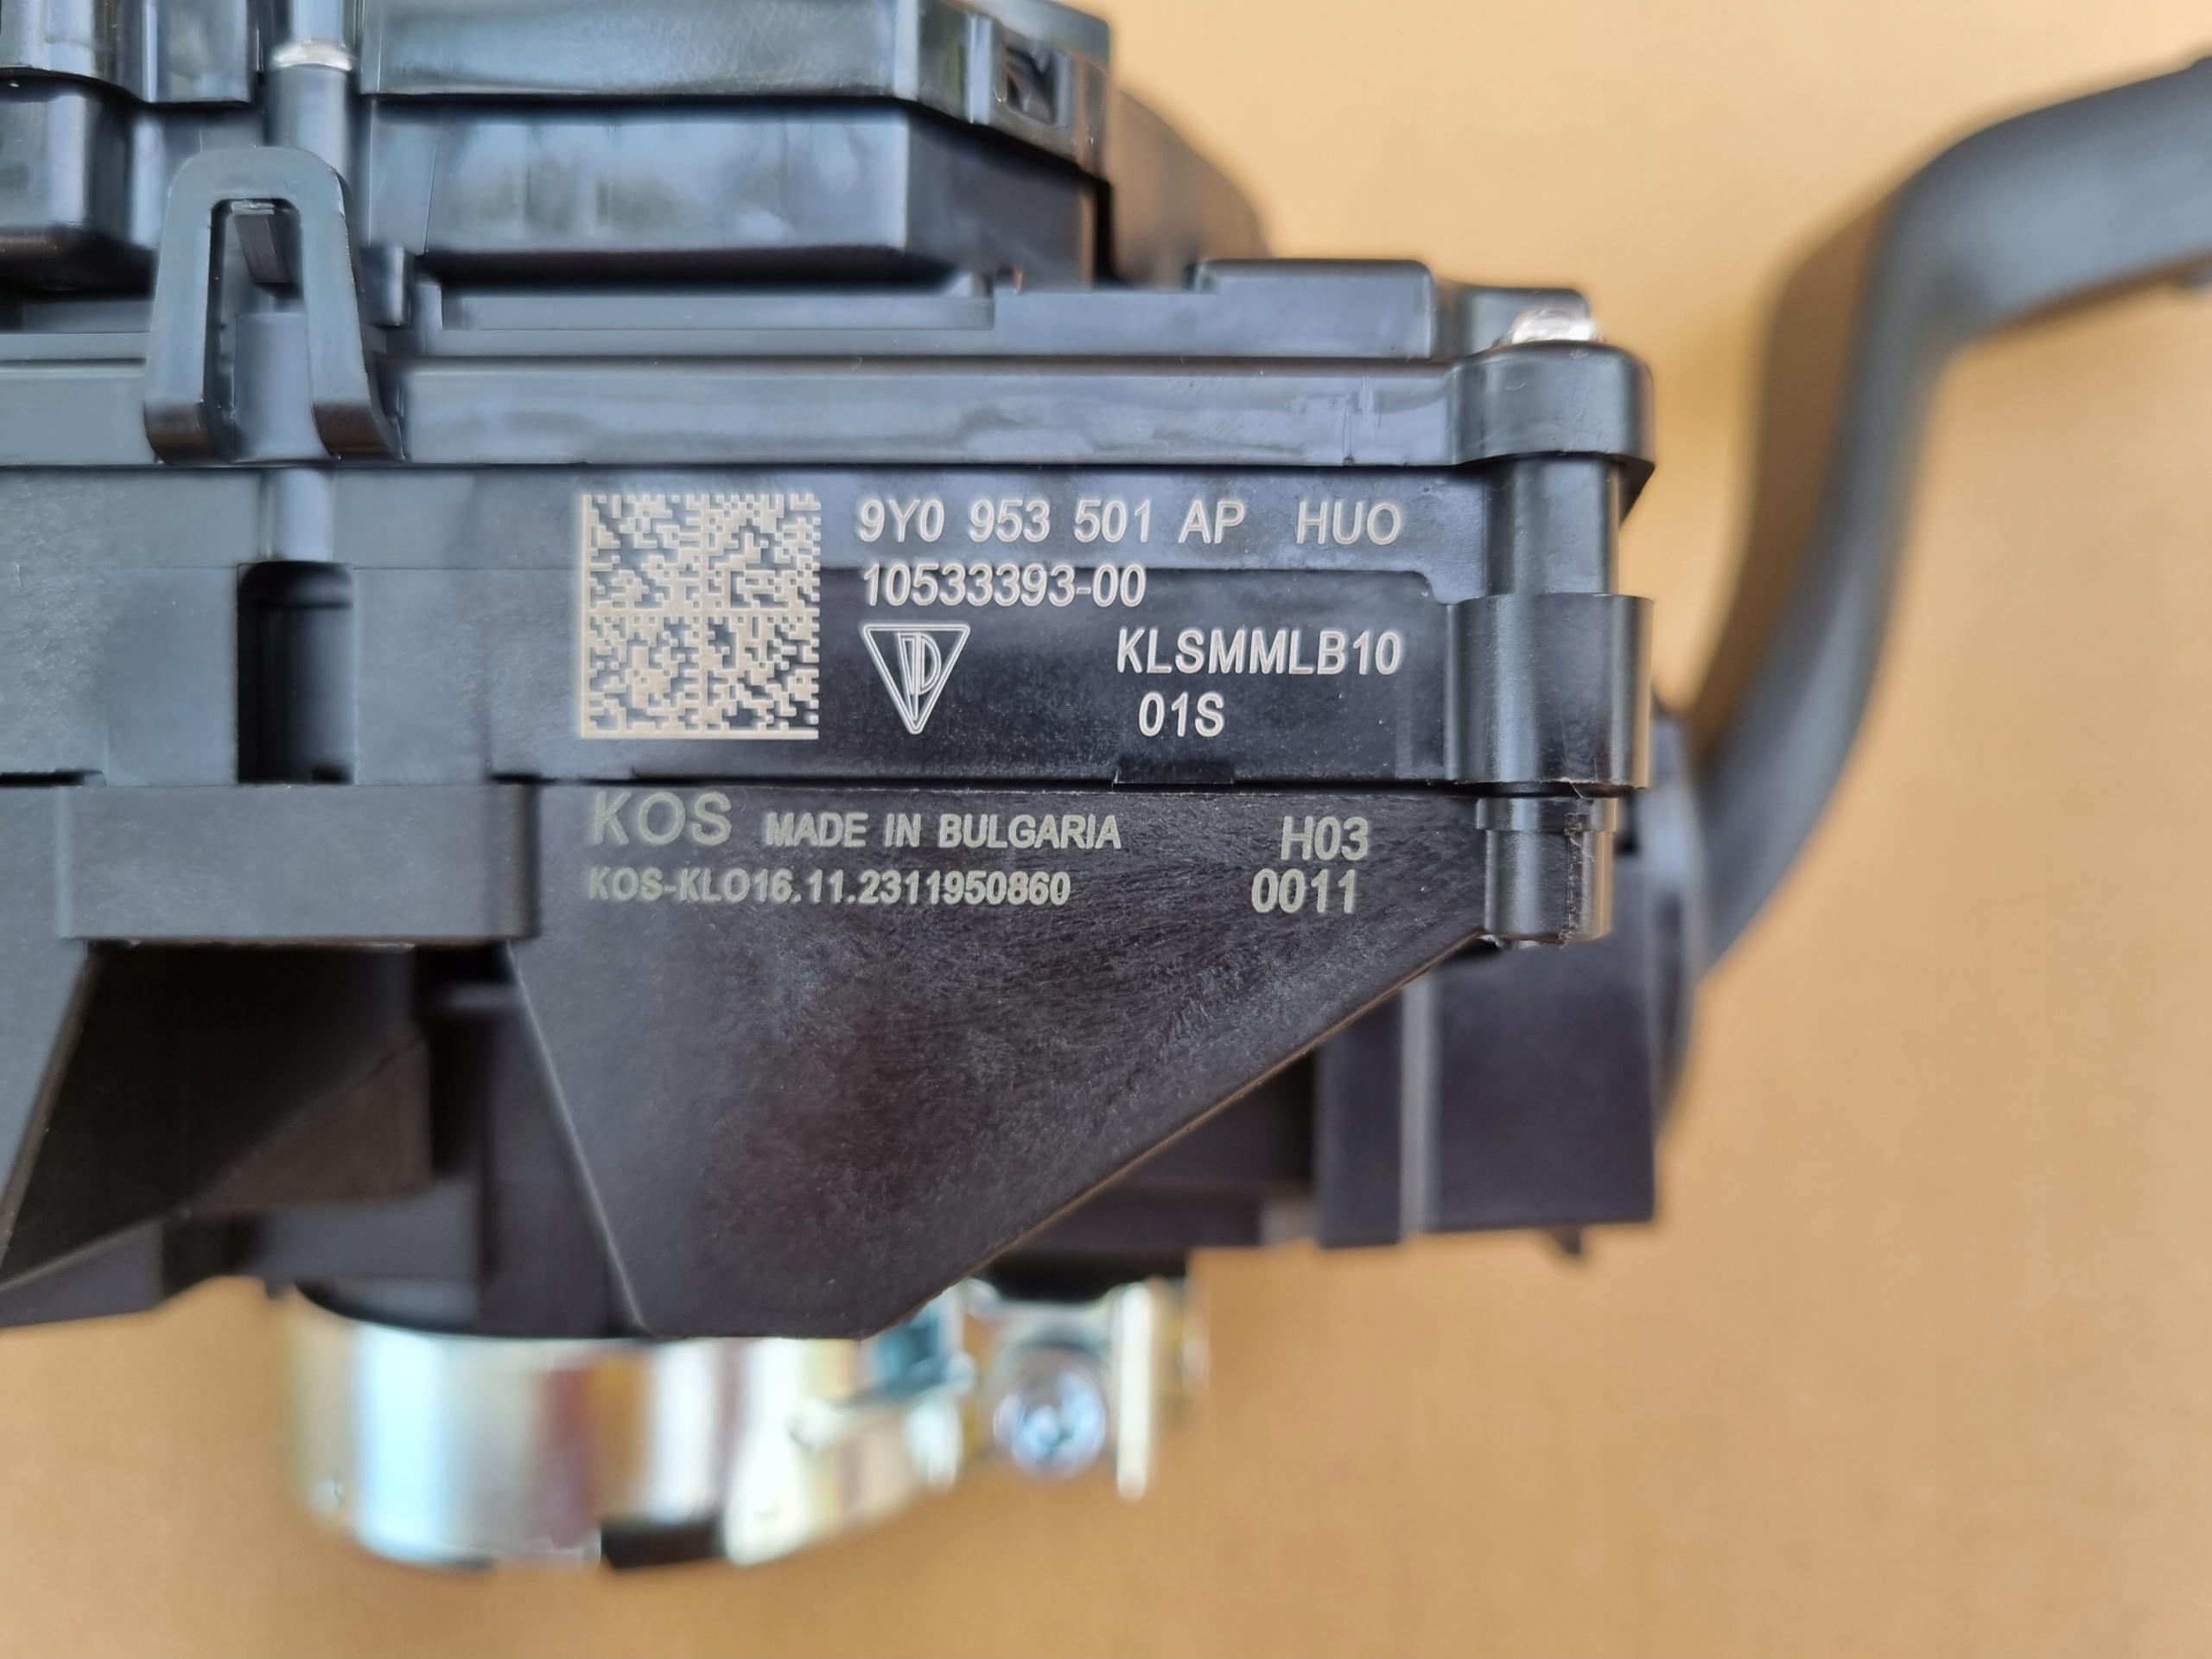 9Y0 953 501 AP HUO
10533393-00
KLSMMLB10
01S
KOS MADE IN BULGARIA H03
KOS-KLO16.11.2311950860 0011